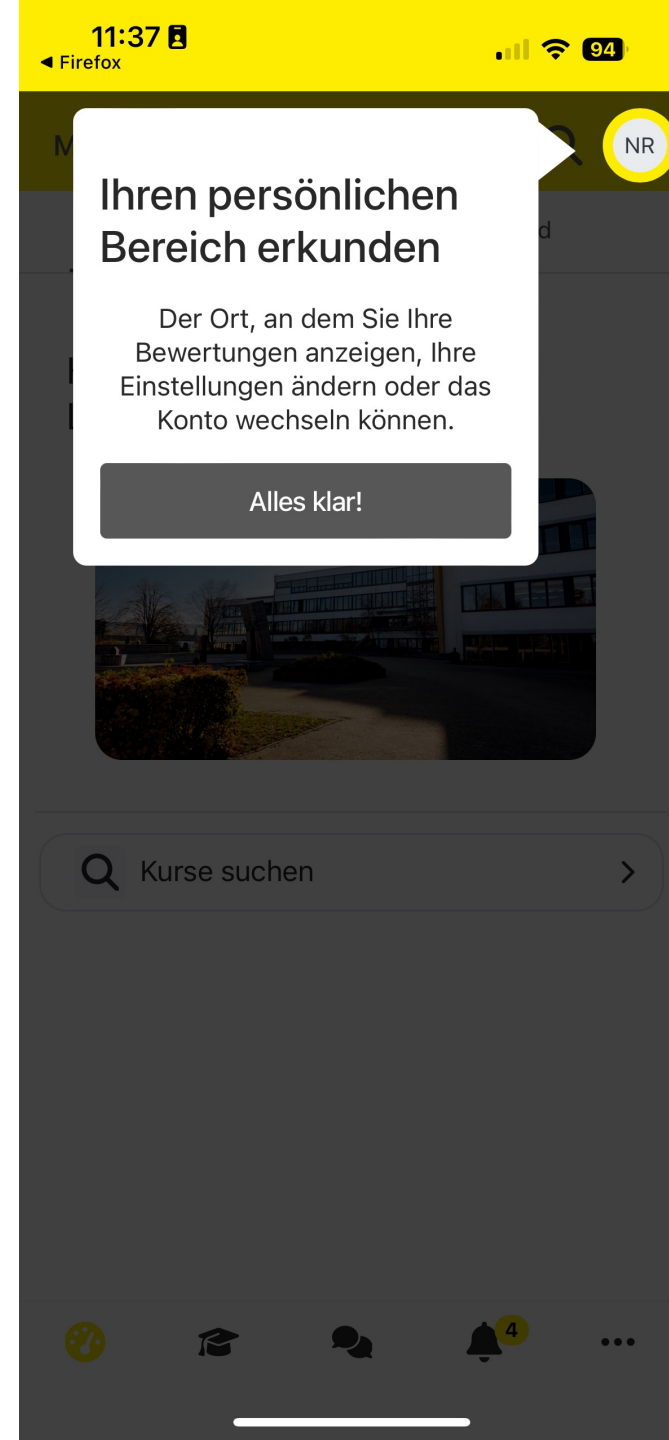 11:37
◀ Firefox
94
NR
Ihren persönlichen
Bereich erkunden
Der Ort, an dem Sie Ihre
Bewertungen anzeigen, Ihre
Einstellungen ändern oder das
Konto wechseln können.
Alles klar!
Kurse suchen
4